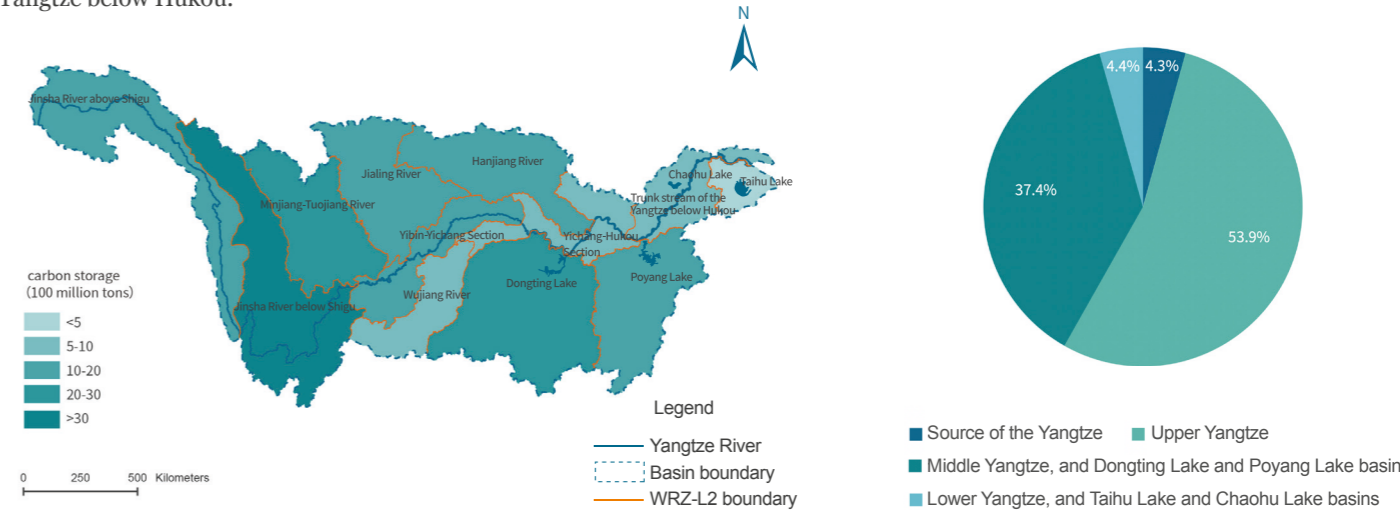 Yangtze below Hukou.
N
Jinsha River above Shigu
Hanjiang River
Jialing River
Chaohu Lake
Taihu Lake
Minjiang-Tuojiang River
Trunk stream of the
Yangtze below Hukou
Yibin-Yichang Section
Yichang-Hukou
Section
Dongting Lake
Poyang Lake
Wujiang River
Jinsha River below Shigu
carbon storage
(100 million tons)
<5
5-10
10-20
20-30
>30
0 250 500 Kilometers
Legend
Yangtze River
Basin boundary
WRZ-L2 boundary
4.4% 4.3%
37.4%
53.9%
Source of the Yangtze Upper Yangtze
Middle Yangtze, and Dongting Lake and Poyang Lake basin
Lower Yangtze, and Taihu Lake and Chaohu Lake basins